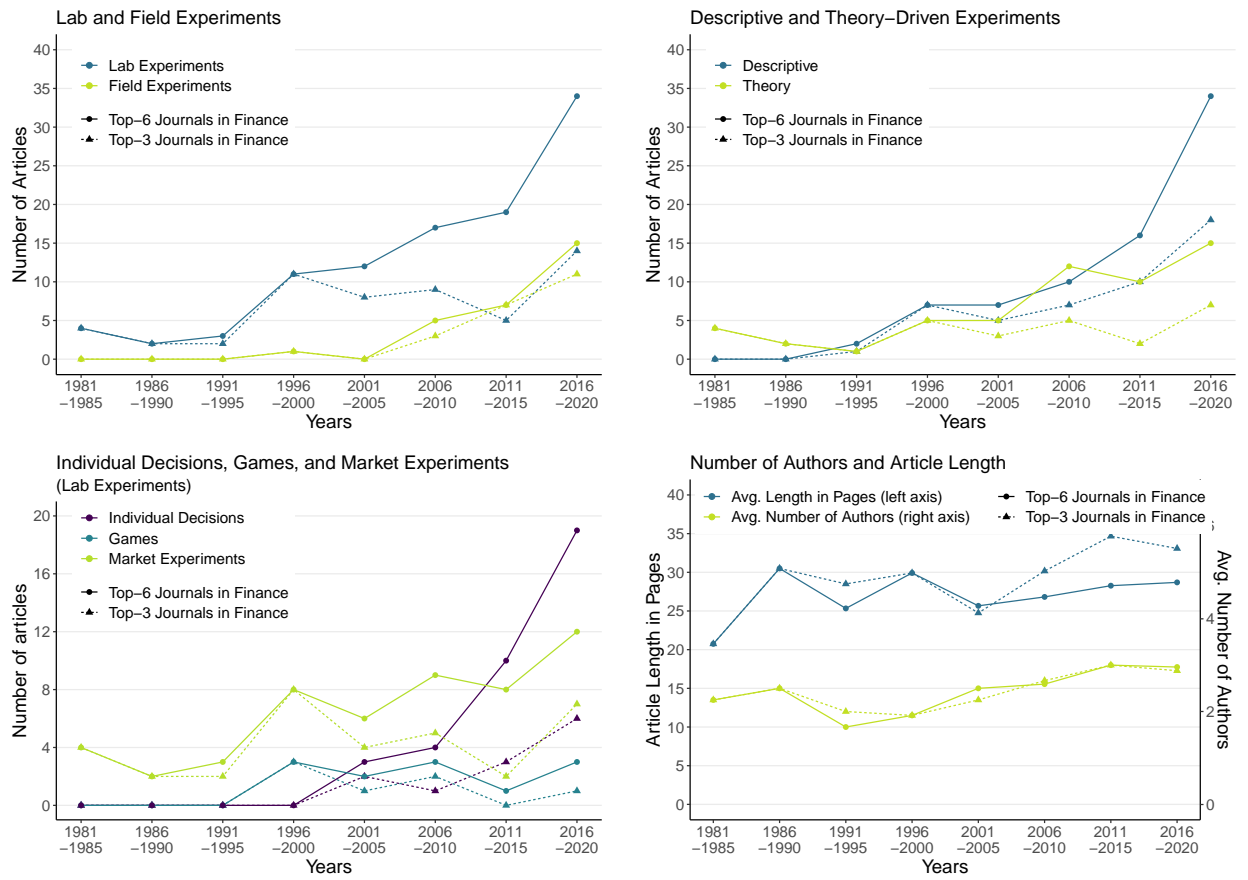 Lab and Field Experiments
40
35
30
25
20
15
10
5
0
Number of Articles
Lab Experiments
Field Experiments
Top−6 Journals in Finance
Top−3 Journals in Finance
1981 1986 1991 1996 2001 2006 2011 2016
−1985 −1990 −1995 −2000 −2005 −2010 −2015 −2020
Years
Descriptive and Theory−Driven Experiments
40
35
30
25
20
15
10
5
0
Number of Articles
Descriptive
Theory
Top−6 Journals in Finance
Top−3 Journals in Finance
1981 1986 1991 1996 2001 2006 2011 2016
−1985 −1990 −1995 −2000 −2005 −2010 −2015 −2020
Years
Individual Decisions, Games, and Market Experiments
(Lab Experiments)
20
16
12
8
4
0
Number of articles
Individual Decisions
Games
Market Experiments
Top−6 Journals in Finance
Top−3 Journals in Finance
1981 1986 1991 1996 2001 2006 2011 2016
−1985 −1990 −1995 −2000 −2005 −2010 −2015 −2020
Years
Number of Authors and Article Length
40
35
30
25
20
15
10
5
0
Article Length in Pages
Avg. Length in Pages (left axis)
Avg. Number of Authors (right axis)
Top−6 Journals in Finance
Top−3 Journals in Finance
4
2
0
Avg. Number of Authors
1981 1986 1991 1996 2001 2006 2011 2016
−1985 −1990 −1995 −2000 −2005 −2010 −2015 −2020
Years